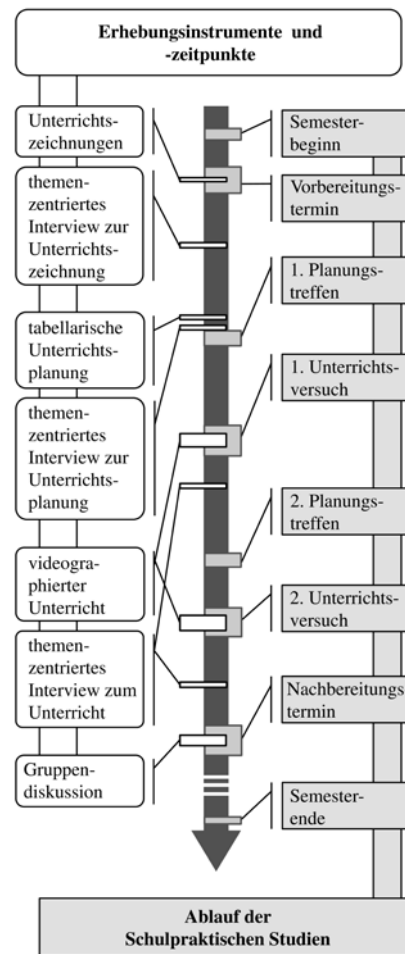 Erhebungsinstrumente und
-zeitpunkte
Unterrichts-
zeichnungen
themen-
zentriertes
Interview zur
Unterrichts-
zeichnung
tabellarische
Unterrichts-
planung
themen-
zentriertes
Interview zur
Unterrichts-
planung
videogra-
phierter
Unterricht
themen-
zentriertes
Interview zum
Unterricht
Gruppen-
diskussion
Semester-
beginn
Vorbereitungs-
termin
1. Planungs-
treffen
1. Unterrichts-
versuch
2. Planungs-
treffen
2. Unterrichts-
versuch
Nachbereitungs
termin
Semester-
ende
Ablauf der
Schulpraktischen Studien